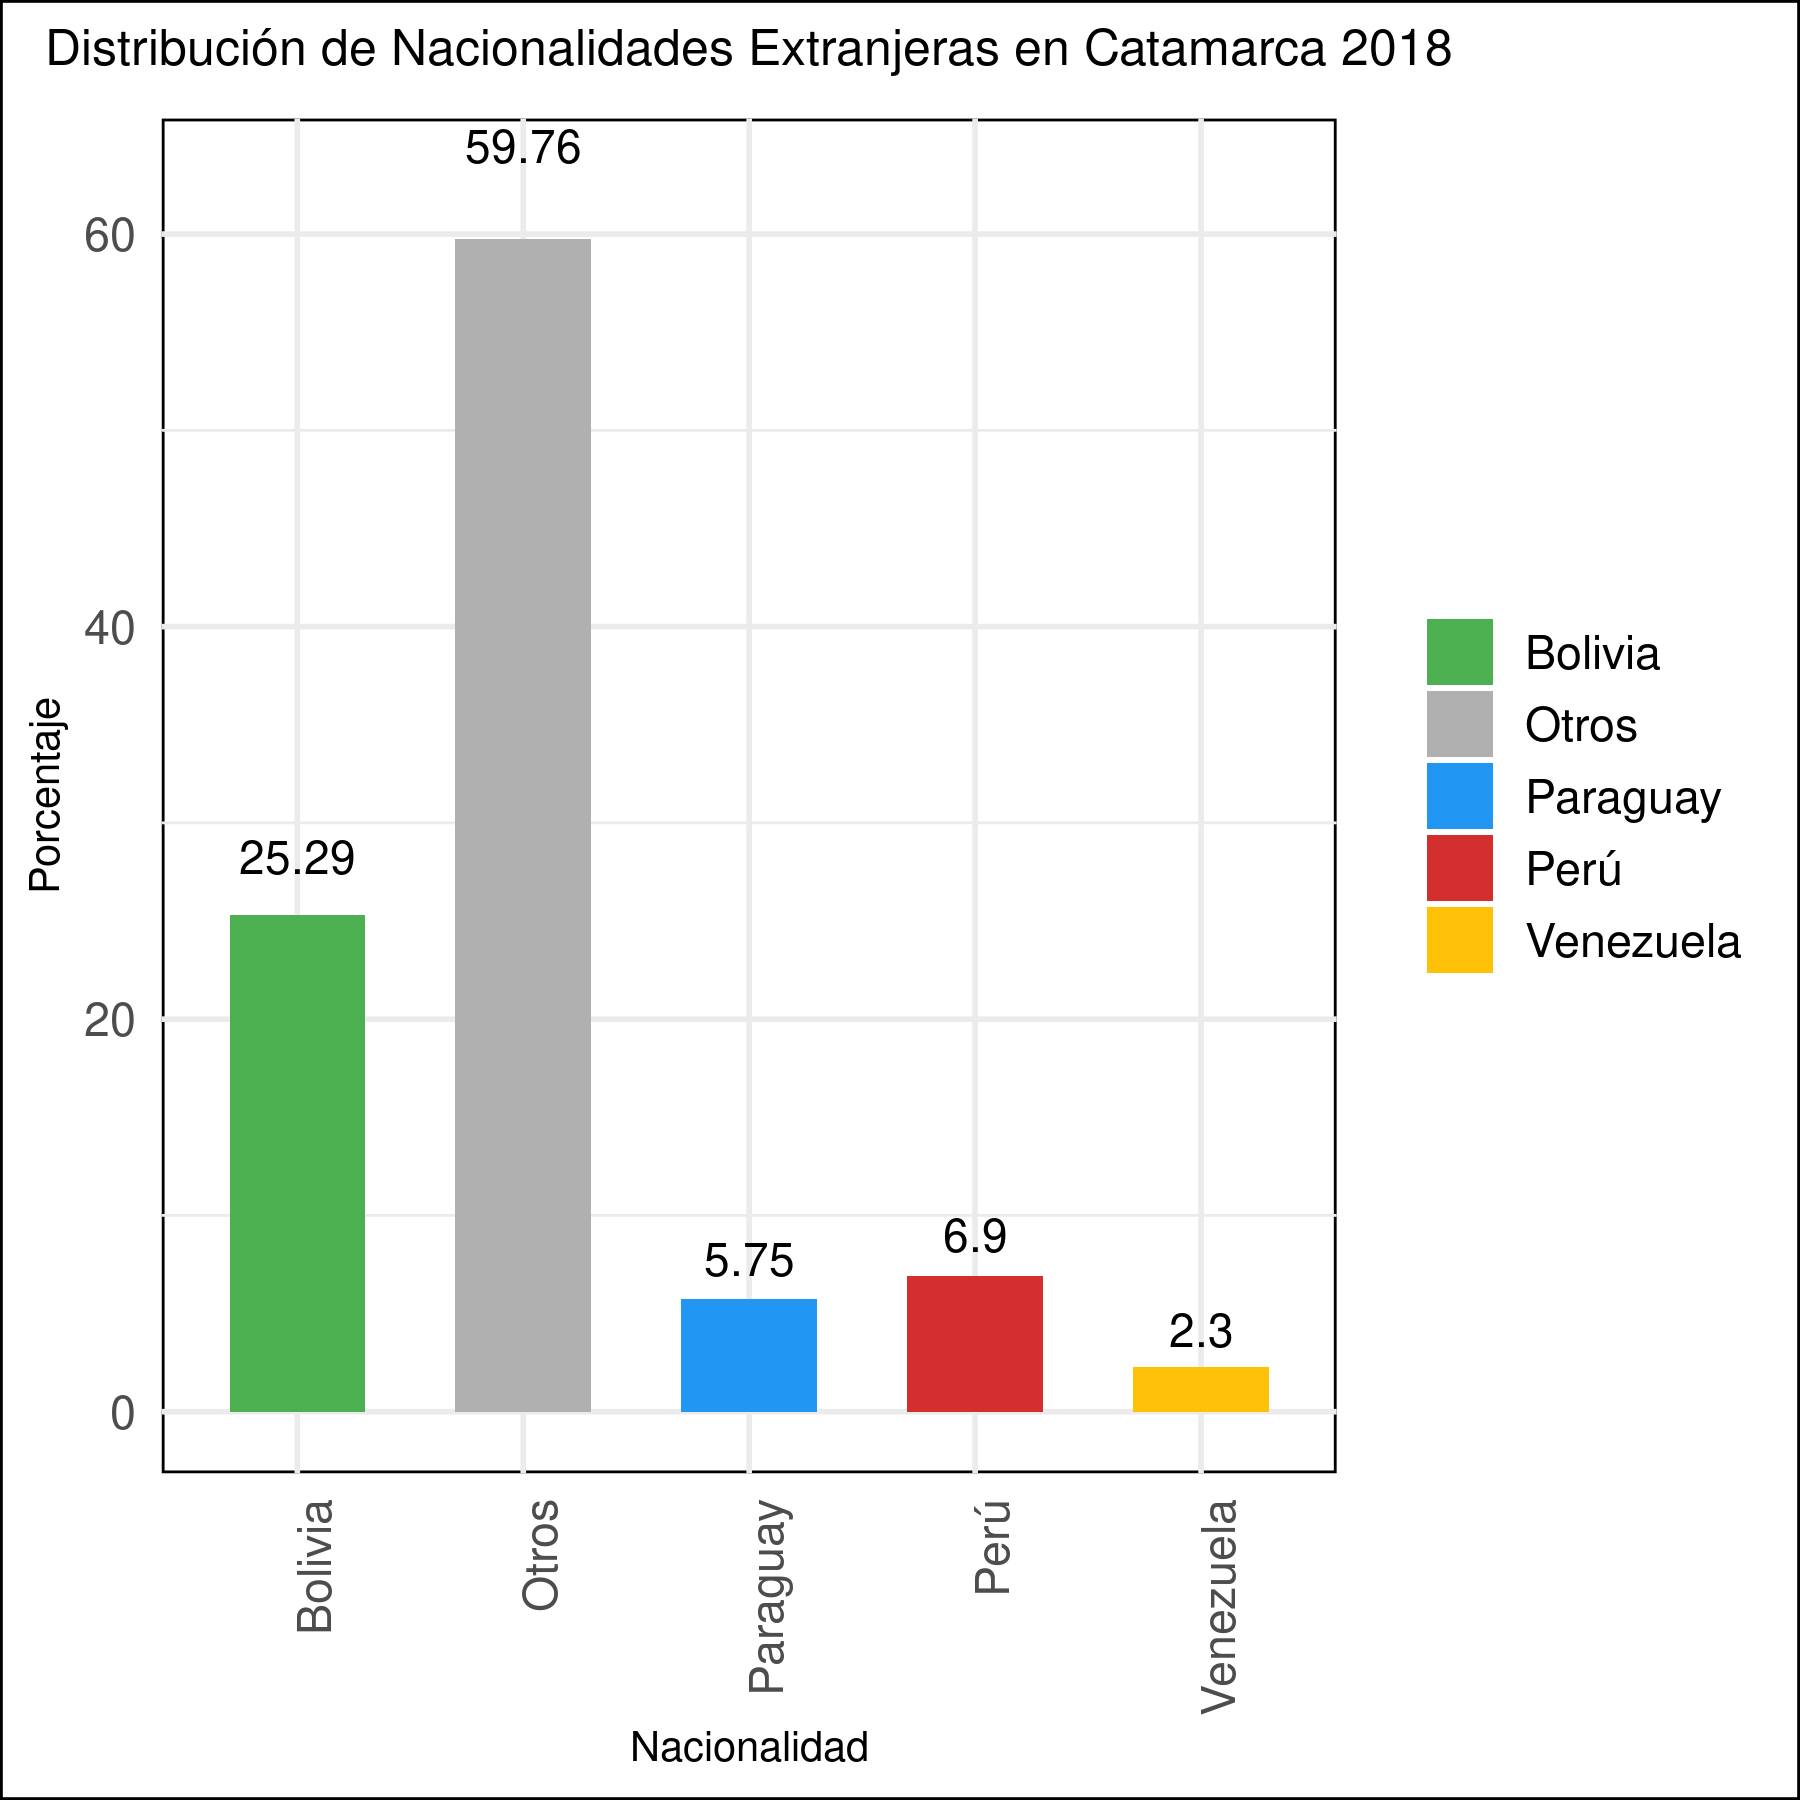 Distribución de Nacionalidades Extranjeras en Catamarca 2018
59.76
60
40
25.29
20
5.75
6.9
2.3
0
Porcentaje
Bolivia
Otros
Paraguay
Perú
Venezuela
Nacionalidad
Bolivia
Otros
Paraguay
Perú
Venezuela